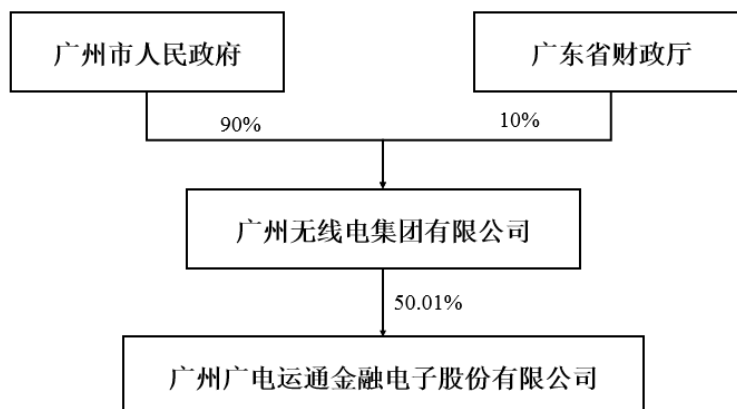 广州市人民政府
广东省财政厅
90%
10%
广州无线电集团有限公司
50.01%
广州广电运通金融电子股份有限公司